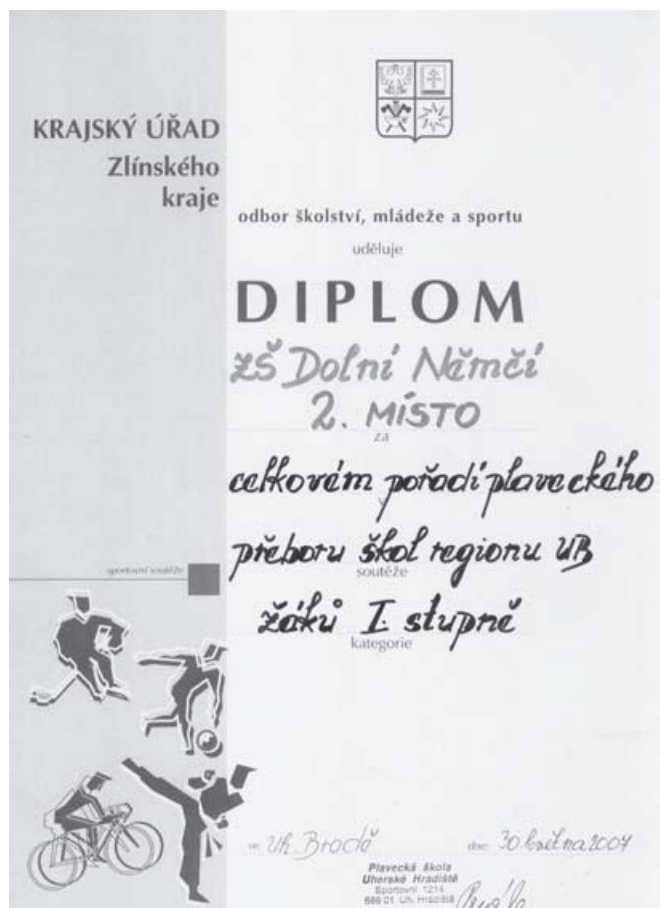 KRAJSKÝ ÚŘAD
Zlínského
kraje
odbor školství, mládeže a sportu
uděluje
DIPLOM
ZŠ Dolní Němčí
2. MÍSTO
za
celkovém pořadí plaveckého
v
přeboru škol regionu UB
soutěže
žáků I. stupně
kategorie
sportovní soutěže
ve: Uh. Brodě
dne: 30. května 2007
Plavecká škola
Uherské Hradiště
Sportovní 1214
686 01 Uh. Hradiště